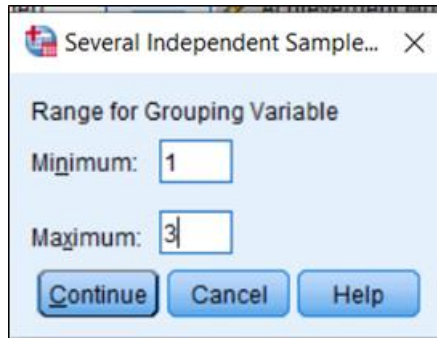 Several Independent Sample...
Range for Grouping Variable
Minimum: 1
Maximum: 3
Continue Cancel Help